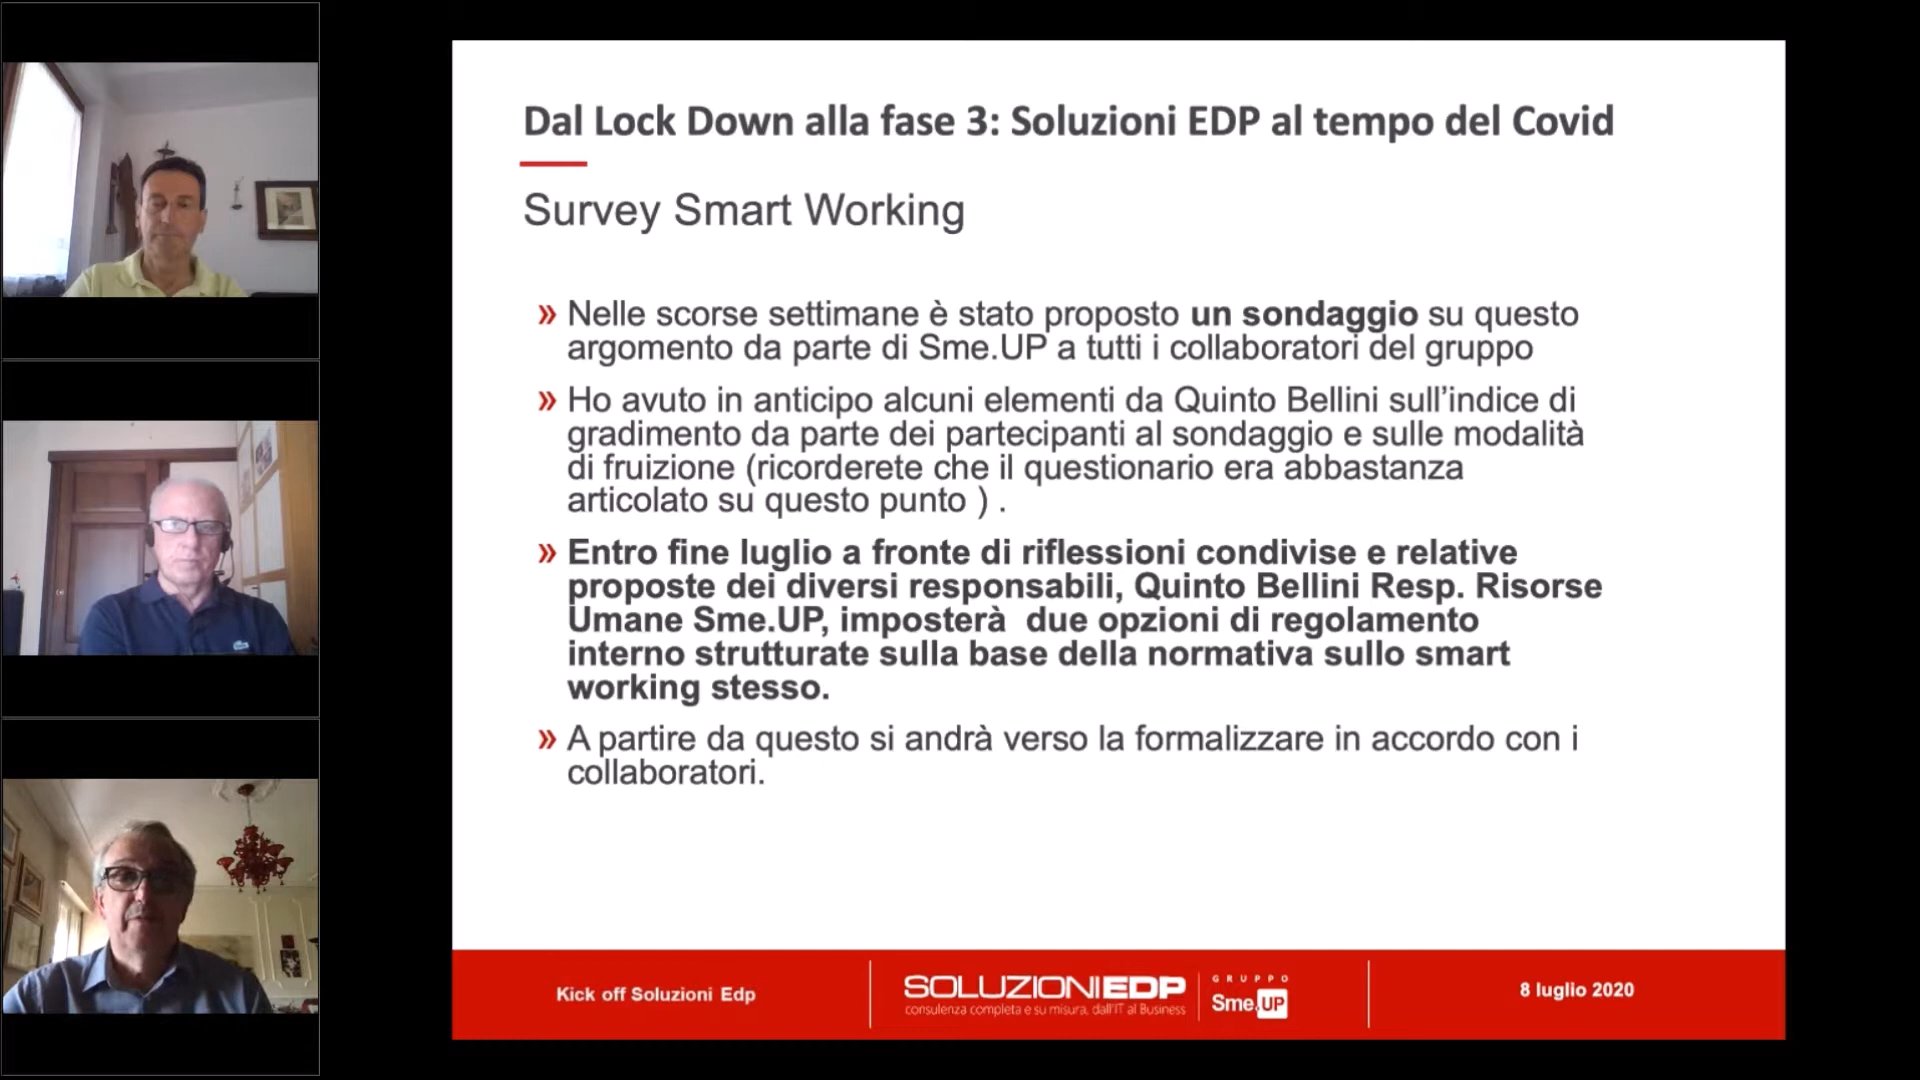 Dal Lock Down alla fase 3: Soluzioni EDP al tempo del Covid
Survey Smart Working
» Nelle scorse settimane è stato proposto un sondaggio su questo
argomento da parte di Sme.UP a tutti i collaboratori del gruppo
» Ho avuto in anticipo alcuni elementi da Quinto Bellini sull’indice di
gradimento da parte dei partecipanti al sondaggio e sulle modalità
di fruizione (ricorderete che il questionario era abbastanza
articolato su questo punto ) .
» Entro fine luglio a fronte di riflessioni condivise e relative
proposte dei diversi responsabili, Quinto Bellini Resp. Risorse
Umane Sme.UP, imposterà  due opzioni di regolamento
interno strutturate sulla base della normativa sullo smart
working stesso.
» A partire da questo si andrà verso la formalizzare in accordo con i
collaboratori.
Kick off Soluzioni Edp
SOLUZIONIEDP
consulenza completa e su misura, dall'IT al Business
GRUPPO
Sme.UP
8 luglio 2020